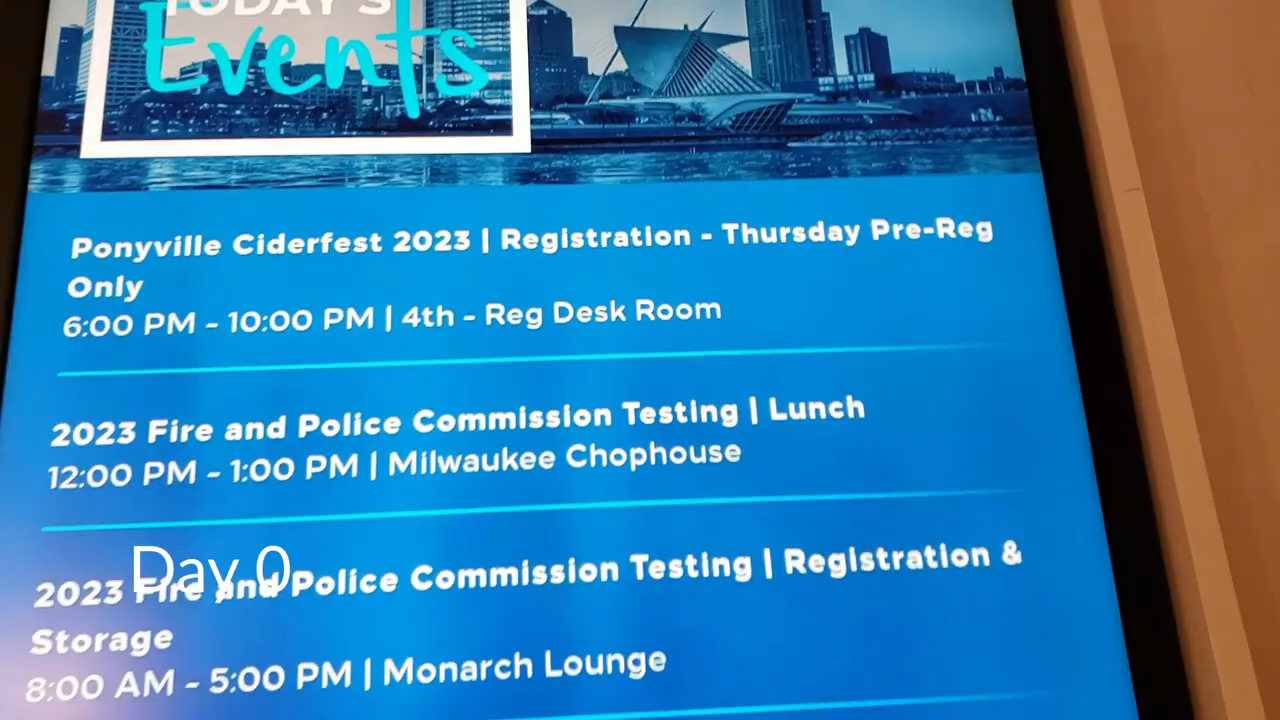 TODAY'S
Events
Ponyville Ciderfest 2023 | Registration - Thursday Pre-Reg
Only
6:00 PM - 10:00 PM | 4th - Reg Desk Room
2023 Fire and Police Commission Testing | Lunch
12:00 PM - 1:00 PM | Milwaukee Chophouse
Day 0
2023 Fire and Police Commission Testing | Registration &
Storage
8:00 AM - 5:00 PM | Monarch Lounge